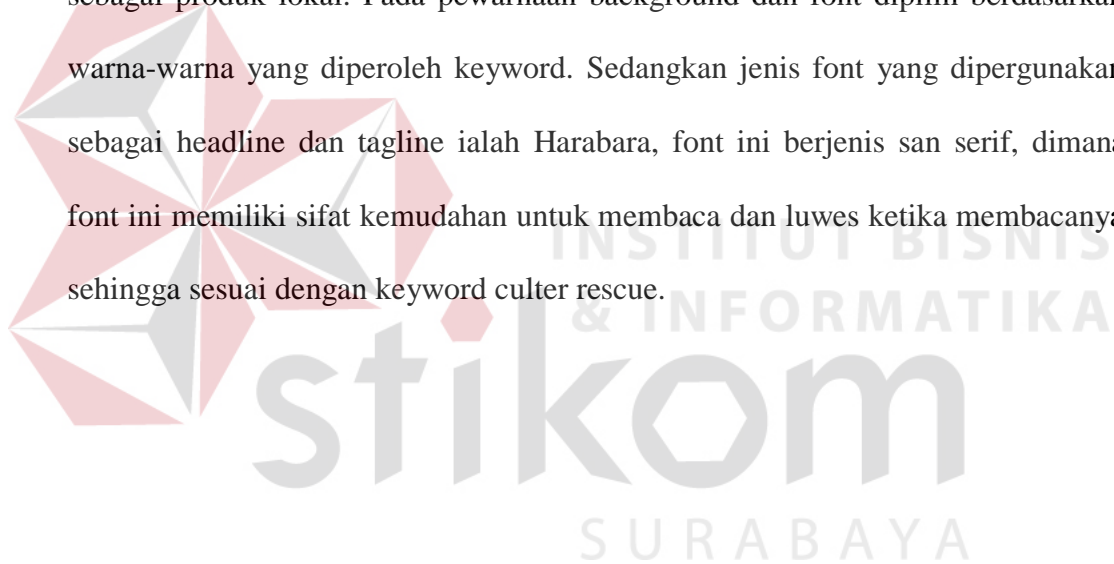 sebagai produk lokal. Pada pewarnaan background dan font dipilih berdasarkan
warna-warna yang diperoleh keyword. Sedangkan jenis font yang dipergunakan
sebagai headline dan tagline ialah Harabara, font ini berjenis san serif, dimana
font ini memiliki sifat kemudahan untuk membaca dan luwes ketika membacanya
sehingga sesuai dengan keyword culter rescue.
INSTITUT BISNIS
& INFORMATIKA
stikom
SURABAYA